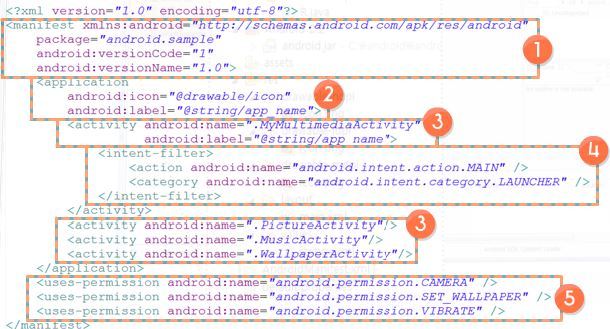 <?xml version="1.0" encoding="utf-8"?>
<manifest xmlns:android="http://schemas.android.com/apk/res/android"
package="android.sample"
android:versionCode="1"
android:versionName="1.0">
1
<application
android:icon="@drawable/icon"
android:label="@string/app_name">
2
<activity android:name=".MyMultimediaActivity"
android:label="@string/app_name">
3
<intent-filter>
<action android:name="android.intent.action.MAIN" />
<category android:name="android.intent.category.LAUNCHER" />
</intent-filter>
4
</activity>
<activity android:name=".PictureActivity"/>
<activity android:name=".MusicActivity"/>
<activity android:name=".WallpaperActivity"/>
3
</application>
<uses-permission android:name="android.permission.CAMERA" />
<uses-permission android:name="android.permission.SET_WALLPAPER" />
<uses-permission android:name="android.permission.VIBRATE" />
5
</manifest>